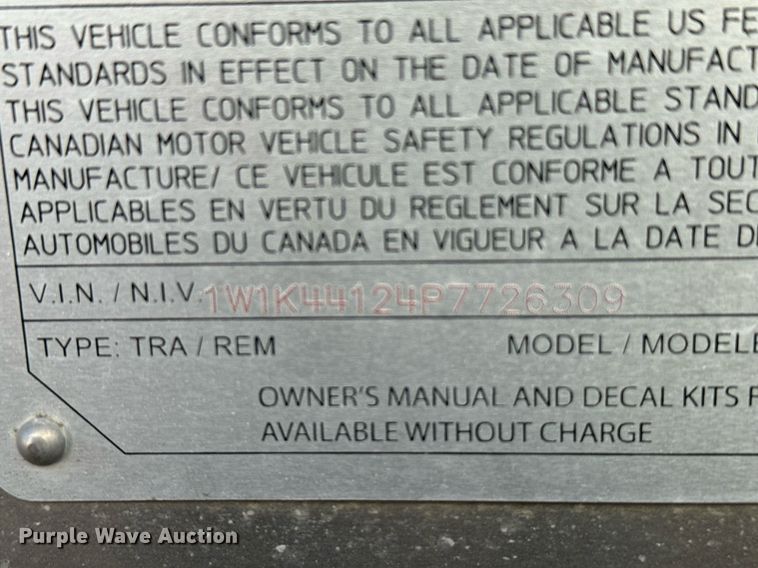 THIS VEHICLE CONFORMS TO ALL APPLICABLE US FE
STANDARDS IN EFFECT ON THE DATE OF MANUFACT
THIS VEHICLE CONFORMS TO ALL APPLICABLE STAND
CANADIAN MOTOR VEHICLE SAFETY REGULATIONS IN
MANUFACTURE/ CE VEHICULE EST CONFORME A TOUT
APPLICABLES EN VERTU DU REGLEMENT SUR LA SEC
AUTOMOBILES DU CANADA EN VIGUEUR A LA DATE D
V.I.N. / N.I.V. 1W1K44124P7726309
TYPE: TRA / REM MODEL / MODELE
OWNER'S MANUAL AND DECAL KITS F
AVAILABLE WITHOUT CHARGE
Purple Wave Auction